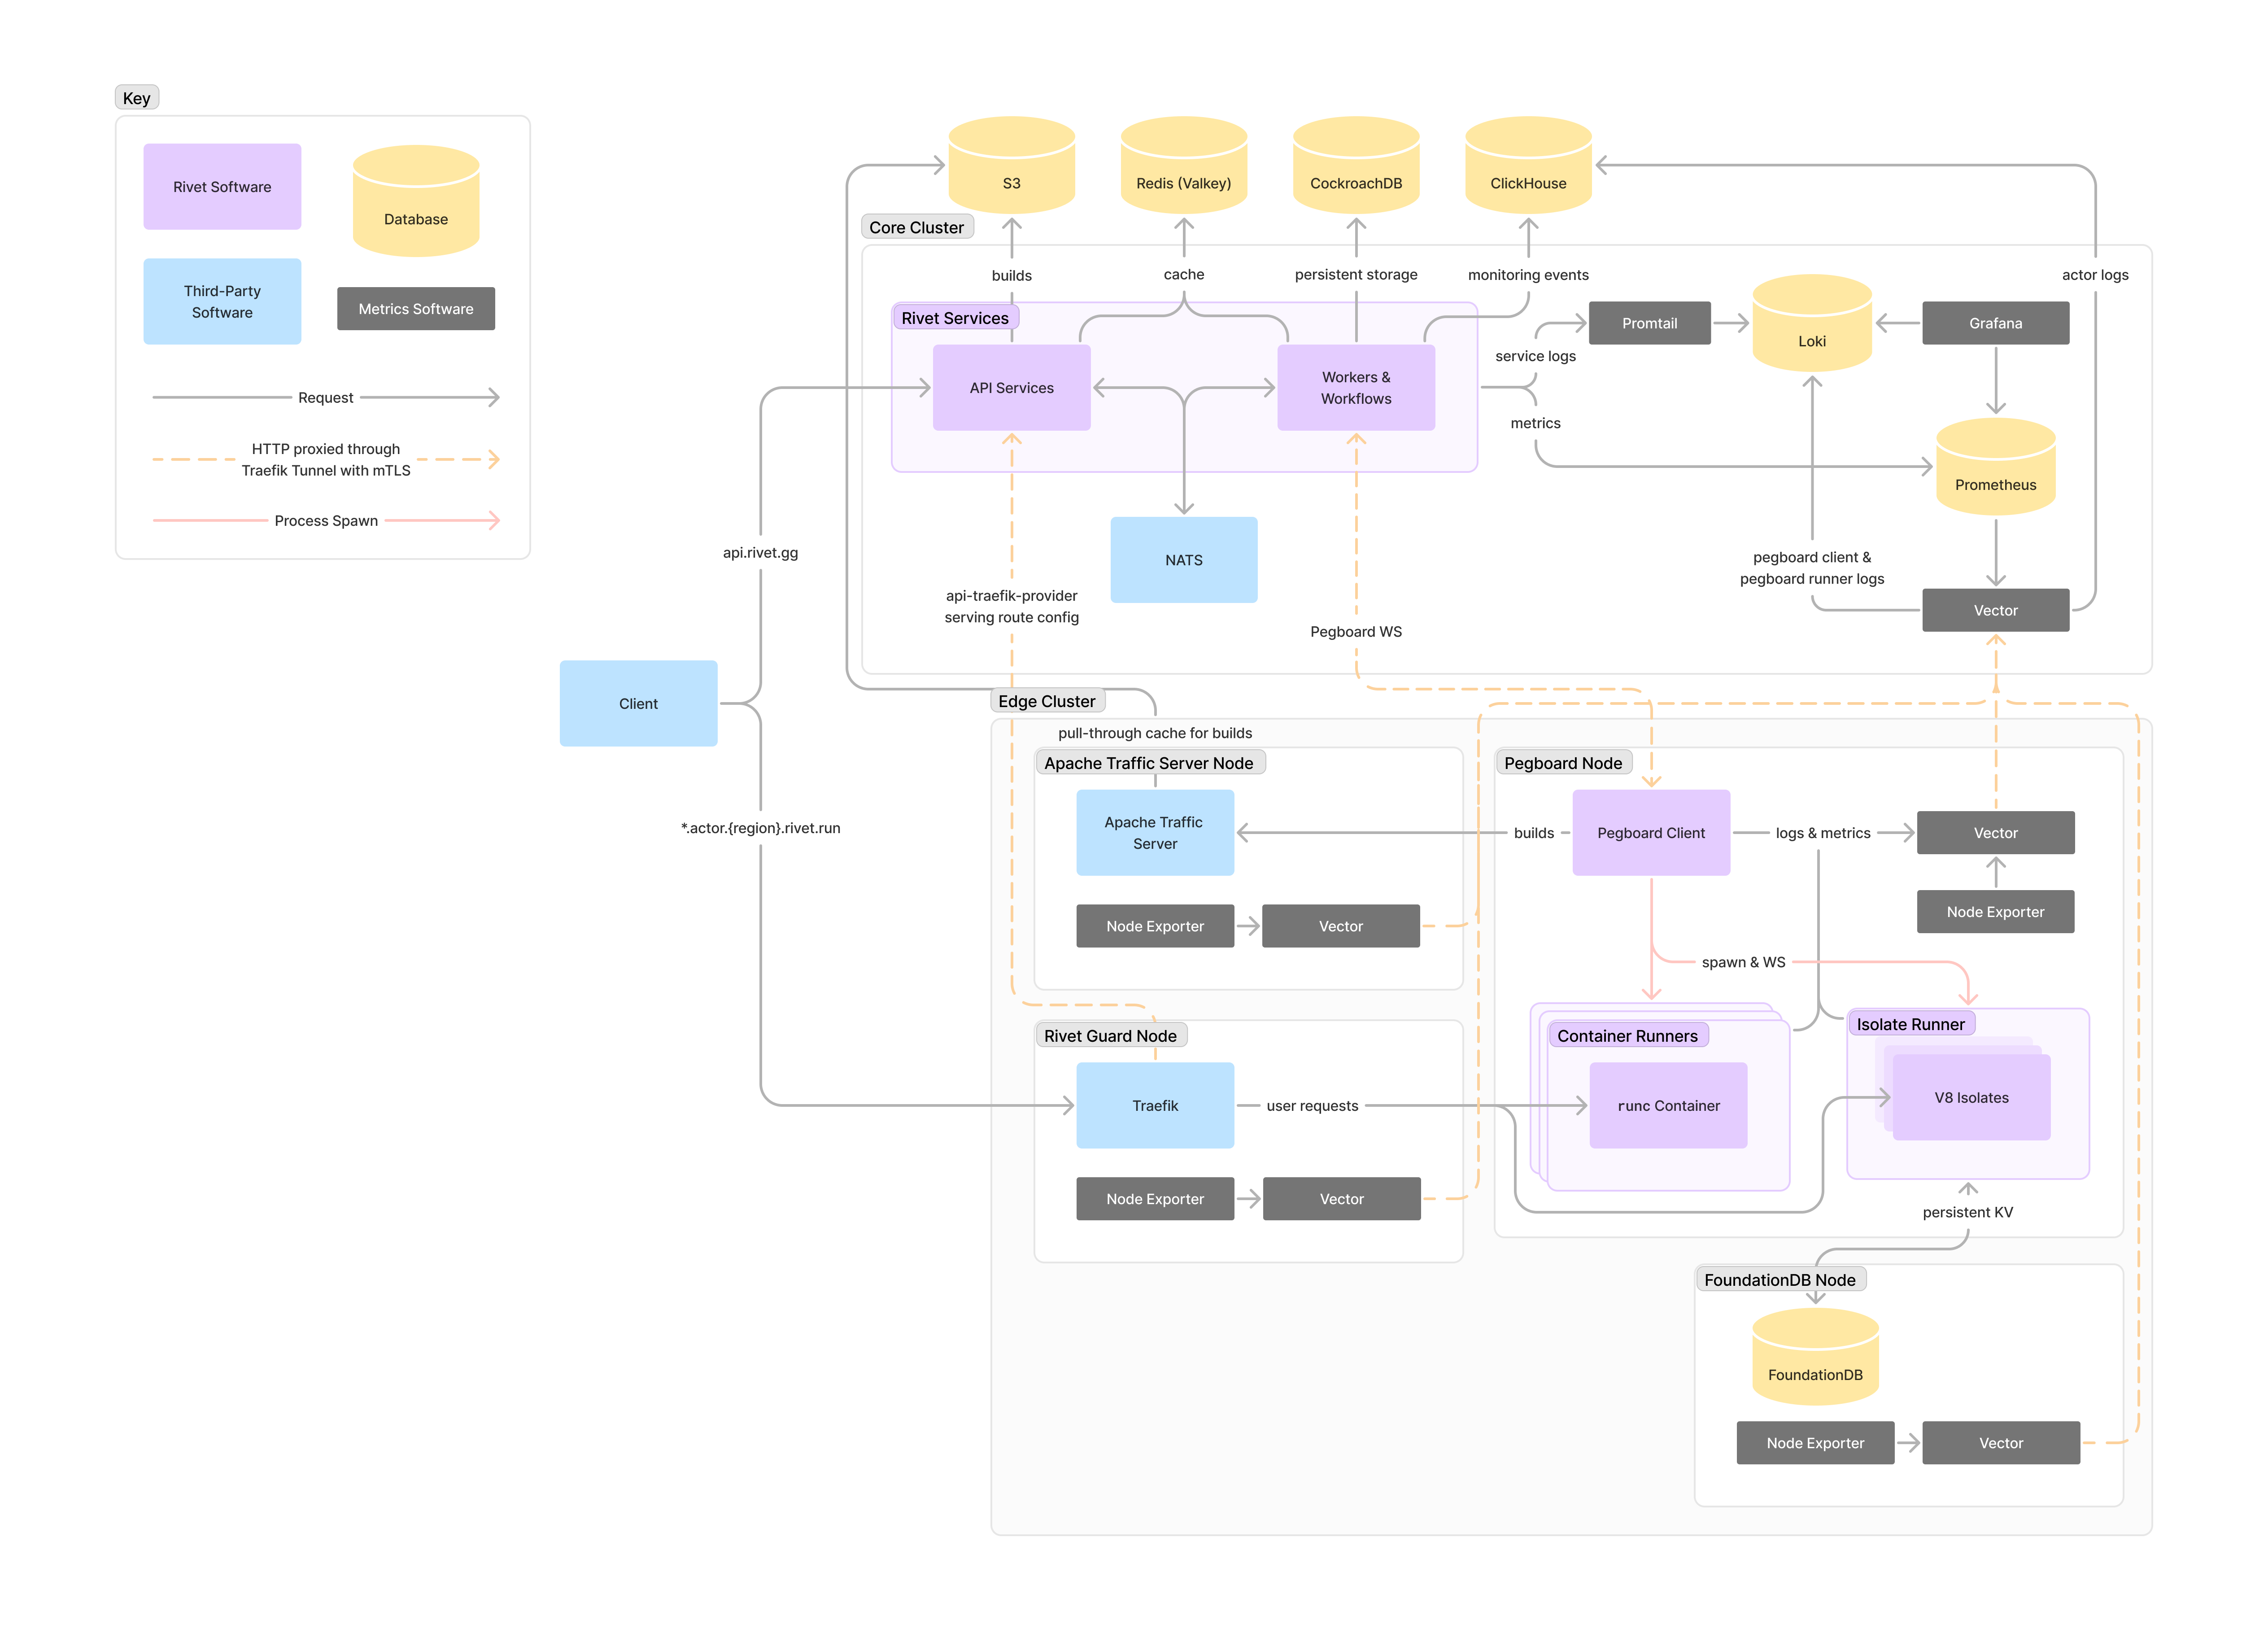 Key
Rivet Software
Database
Third-Party
Software
Metrics Software
Request
HTTP proxied through
Traefik Tunnel with mTLS
Process Spawn
S3
Redis (Valkey)
CockroachDB
ClickHouse
Core Cluster
builds
cache
persistent storage
monitoring events
actor logs
Rivet Services
API Services
Workers &
Workflows
service logs
metrics
Promtail
Loki
Grafana
Prometheus
NATS
pegboard client &
pegboard runner logs
Vector
api.rivet.gg
api-traefik-provider
serving route config
Pegboard WS
Client
*.actor.{region}.rivet.run
Edge Cluster
pull-through cache for builds
Apache Traffic Server Node
Apache Traffic
Server
Node Exporter
Vector
Pegboard Node
builds
Pegboard Client
logs & metrics
Vector
Node Exporter
spawn & WS
Rivet Guard Node
Traefik
user requests
Node Exporter
Vector
Container Runners
runc Container
Isolate Runner
V8 Isolates
persistent KV
FoundationDB Node
FoundationDB
Node Exporter
Vector